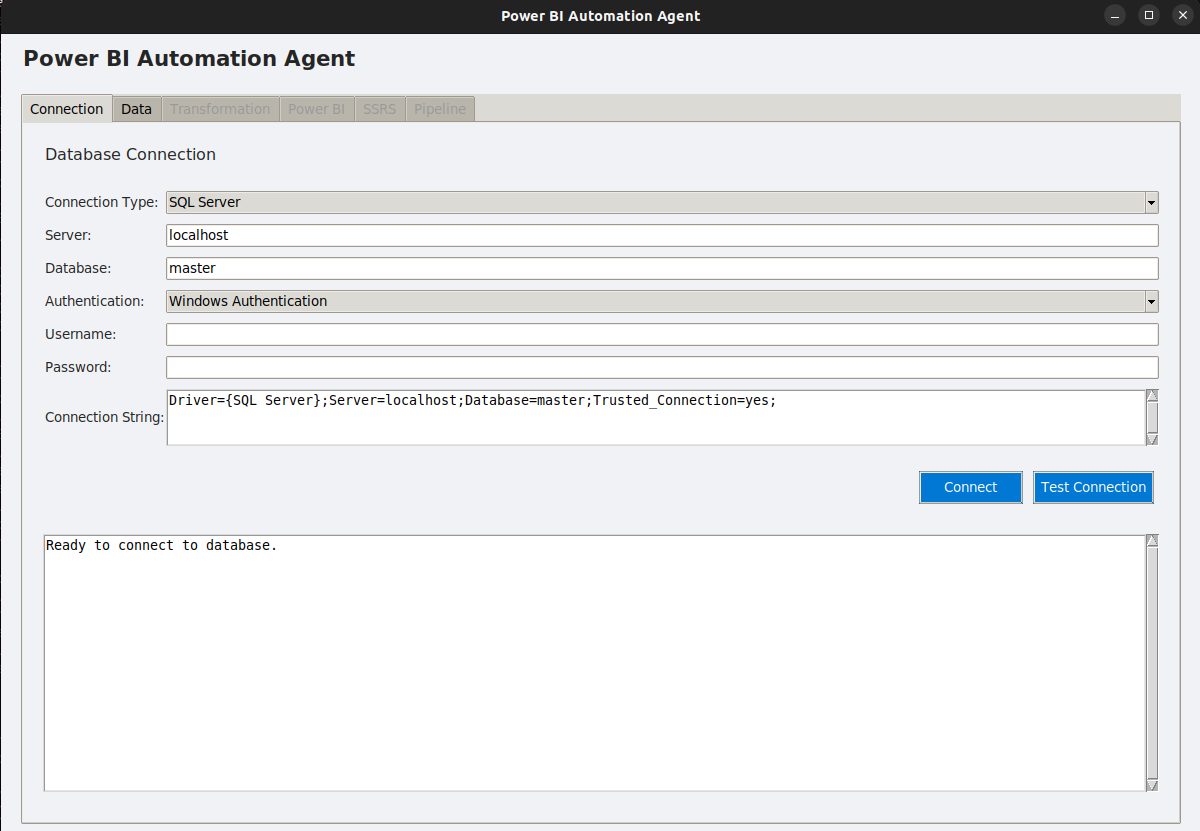 Power BI Automation Agent
Power BI Automation Agent
Connection Data Transformation Power BI SSRS Pipeline
Database Connection
Connection Type: SQL Server
Server: localhost
Database: master
Authentication: Windows Authentication
Username:
Password:
Connection String: Driver={SQL Server};Server=localhost;Database=master;Trusted_Connection=yes;
Connect Test Connection
Ready to connect to database.